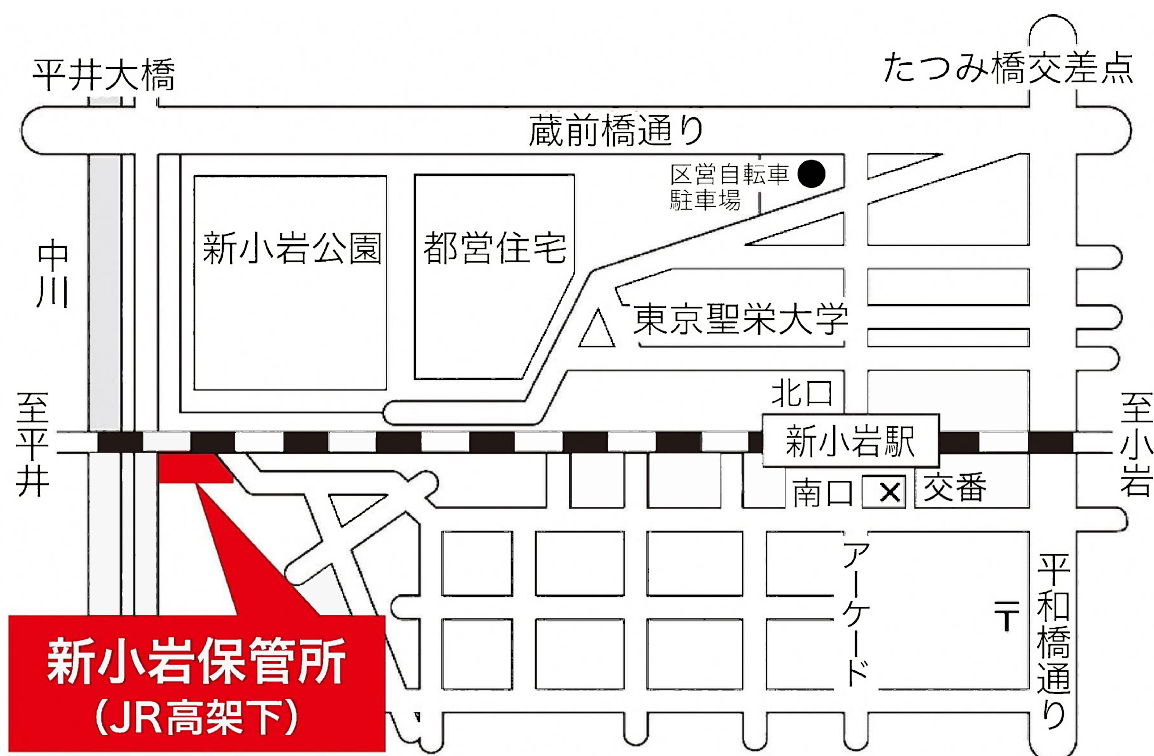 平井大橋
たつみ橋交差点
蔵前橋通り
区営自転車
駐車場
中川
新小岩公園
都営住宅
東京聖栄大学
至平井
北口
新小岩駅
至小岩
南口
交番
アーケード
〒
平和橋通り
新小岩保管所
(JR高架下)